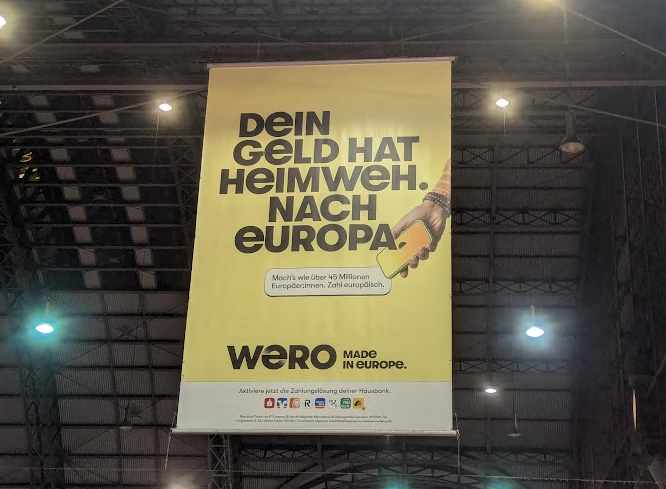 DeIN
GeLD HAT
HeIMWeH.
NACH
eUROPA.
Mach's wie über 45 Millionen
Europäer:innen. Zahl europäisch.
WeRO MADE
IN eUROPe.
Aktiviere jetzt die Zahlungslösung deiner Hausbank.